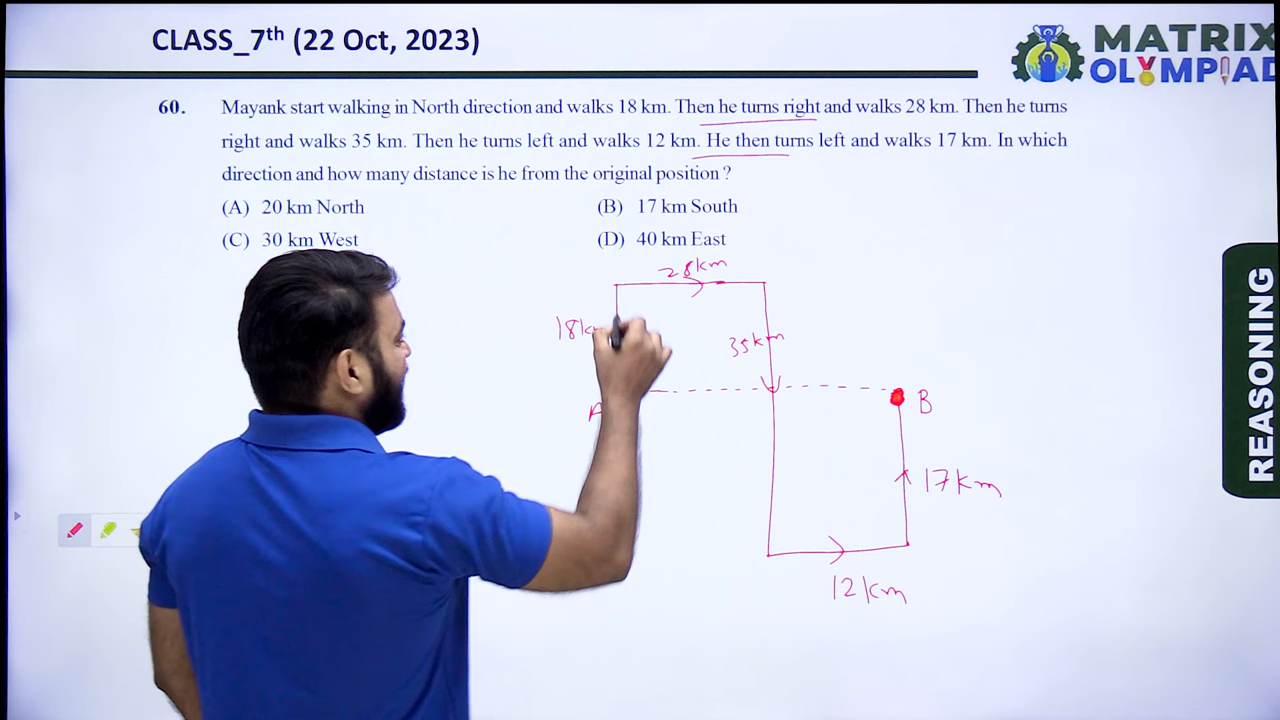 CLASS_7th (22 Oct, 2023)
MATRIX
OLYMPIAD
60. Mayank start walking in North direction and walks 18 km. Then he turns right and walks 28 km. Then he turns
right and walks 35 km. Then he turns left and walks 12 km. He then turns left and walks 17 km. In which
direction and how many distance is he from the original position ?
(A) 20 km North
(B) 17 km South
(C) 30 km West
(D) 40 km East
28km
35km
B
17km
12km
REASONING